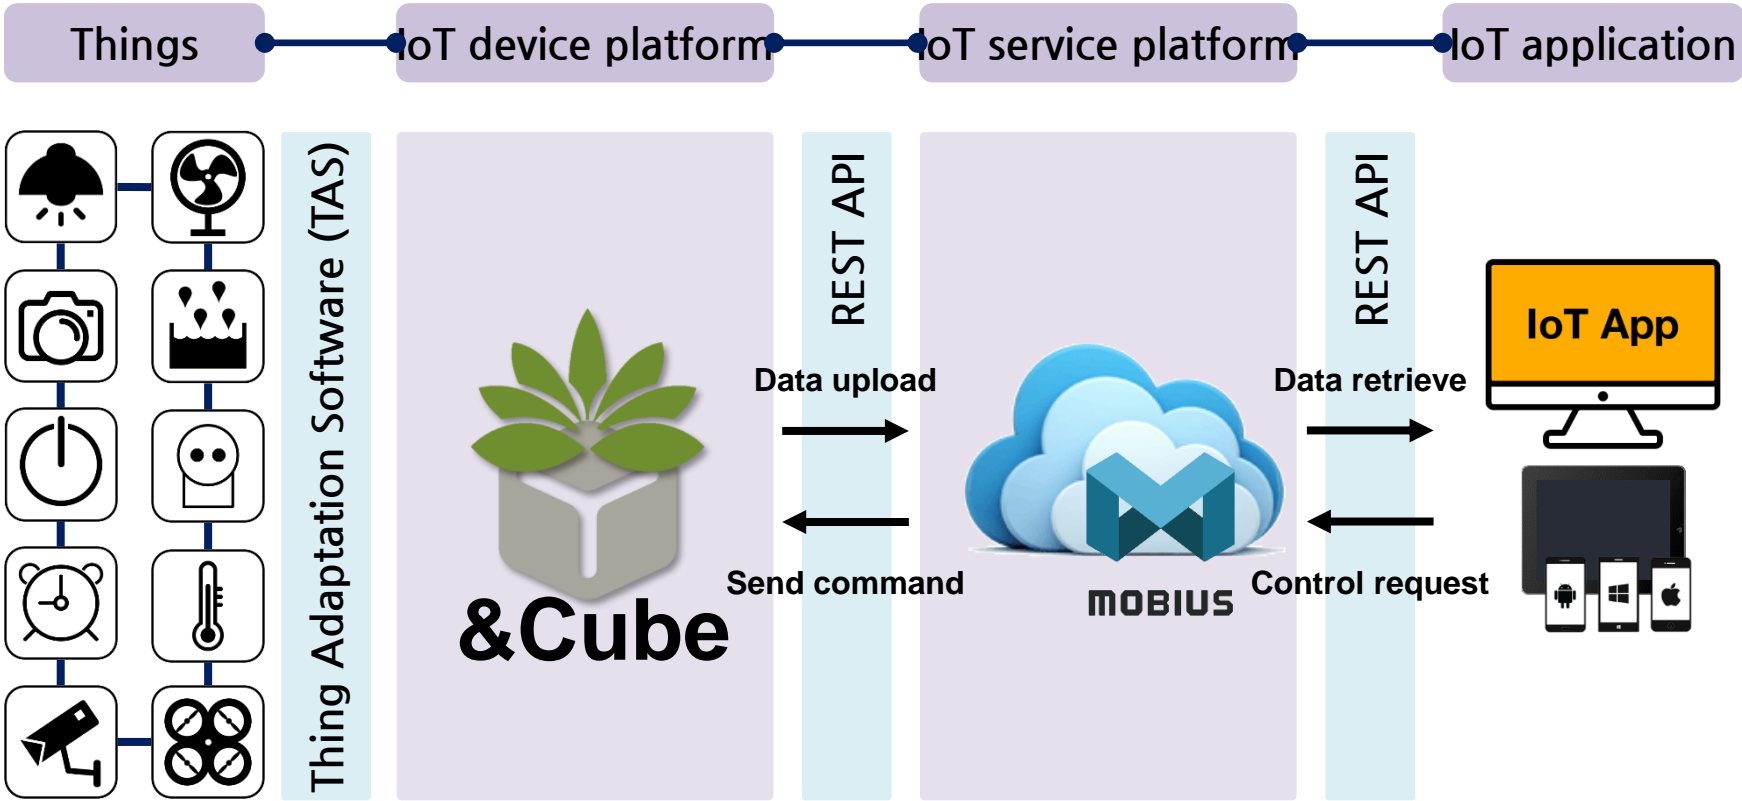 Things
IoT device platform
IoT service platform
IoT application
Thing Adaptation Software (TAS)
REST API
REST API
IoT App
Data upload
Data retrieve
Send command
Control request
&Cube
MOBIUS